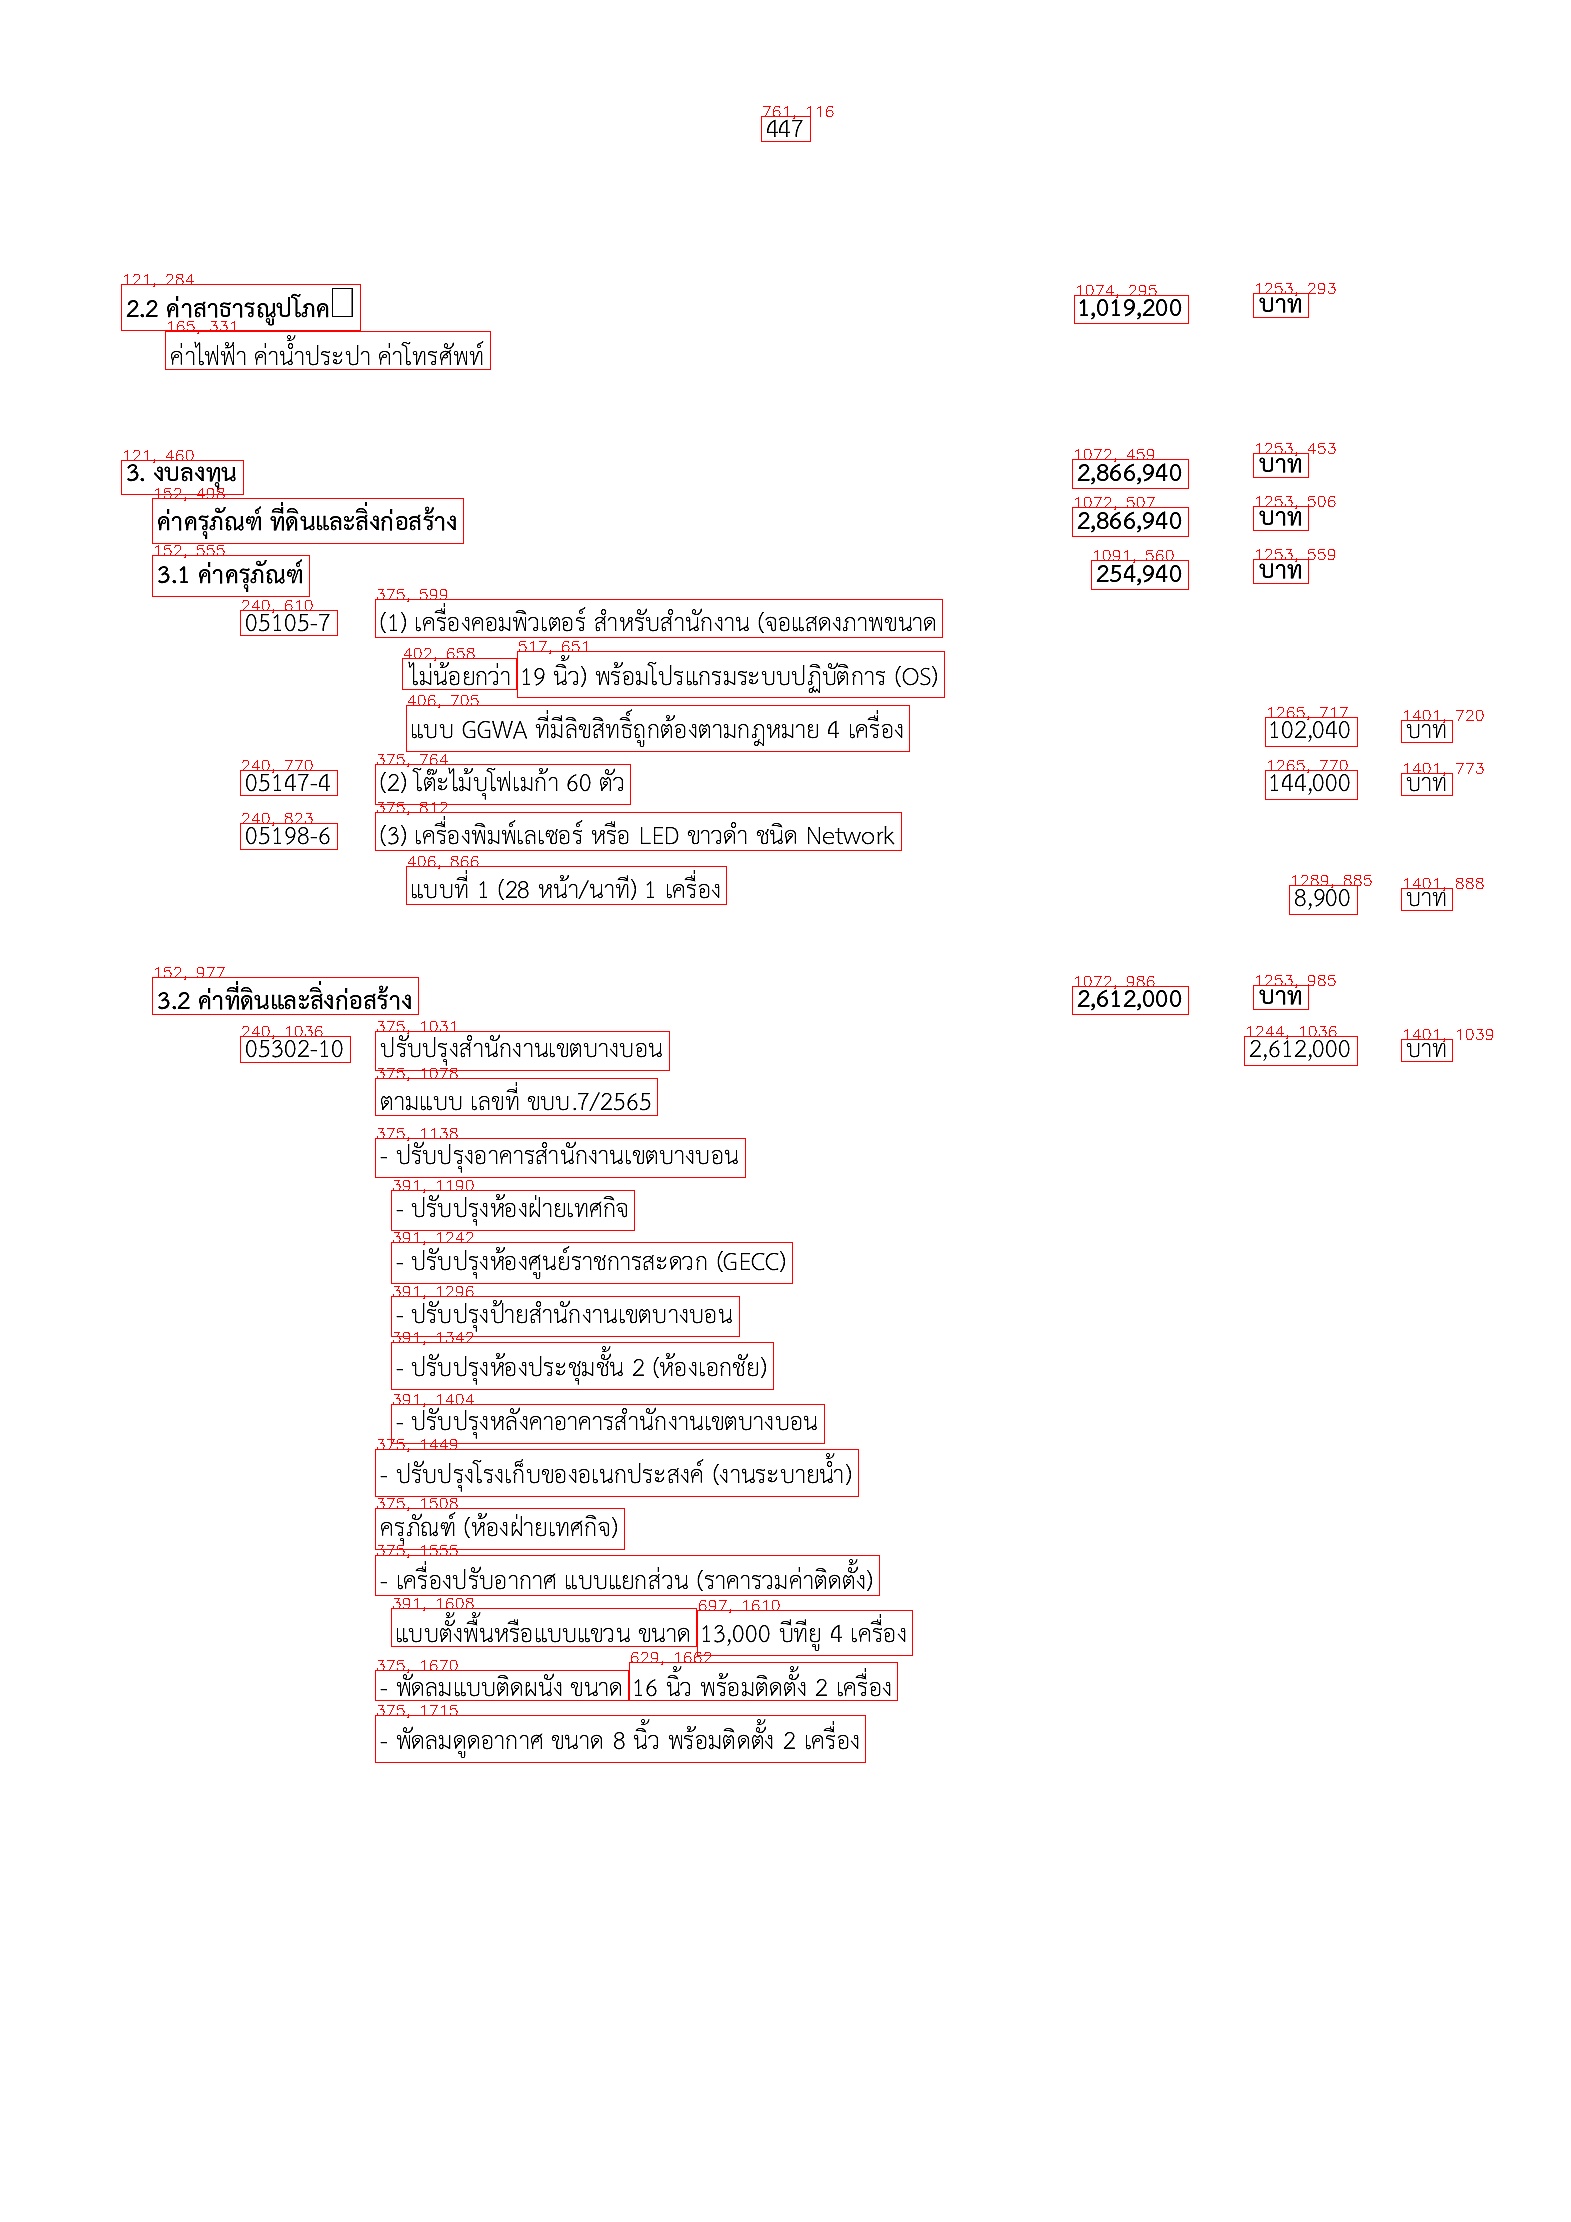 761, 116
447
121, 284 1074, 295 1253, 293
2.2 ค่าสาธารณูปโภค 1,019,200 บาท
165, 331
ค่าไฟฟ้า ค่าน้ำประปา ค่าโทรศัพท์
121, 460 1072, 459 1253, 453
3. งบลงทุน 2,866,940 บาท
152, 498 1072, 507 1253, 506
ค่าครุภัณฑ์ ที่ดินและสิ่งก่อสร้าง 2,866,940 บาท
152, 555 1091, 560 1253, 559
3.1 ค่าครุภัณฑ์ 254,940 บาท
240, 610 375, 599
05105-7 (1) เครื่องคอมพิวเตอร์ สำหรับสำนักงาน (จอแสดงภาพขนาด
402, 658 517, 651
ไม่น้อยกว่า 19 นิ้ว) พร้อมโปรแกรมระบบปฏิบัติการ (OS)
406, 705 1265, 717 1401, 720
แบบ GGWA ที่มีลิขสิทธิ์ถูกต้องตามกฎหมาย 4 เครื่อง 102,040 บาท
240, 770 375, 764 1265, 770 1401, 773
05147-4 (2) โต๊ะไม้บุโฟเมก้า 60 ตัว 144,000 บาท
240, 823 375, 812
05198-6 (3) เครื่องพิมพ์เลเซอร์ หรือ LED ขาวดำ ชนิด Network
406, 866 1289, 885 1401, 888
แบบที่ 1 (28 หน้า/นาที) 1 เครื่อง 8,900 บาท
152, 977 1072, 986 1253, 985
3.2 ค่าที่ดินและสิ่งก่อสร้าง 2,612,000 บาท
240, 1036 375, 1031 1244, 1036 1401, 1039
05302-10 ปรับปรุงสำนักงานเขตบางบอน 2,612,000 บาท
375, 1078
ตามแบบ เลขที่ ขบบ.7/2565
375, 1138
- ปรับปรุงอาคารสำนักงานเขตบางบอน
391, 1190
- ปรับปรุงห้องฝ่ายเทศกิจ
391, 1242
- ปรับปรุงห้องศูนย์ราชการสะดวก (GECC)
391, 1296
- ปรับปรุงป้ายสำนักงานเขตบางบอน
391, 1342
- ปรับปรุงห้องประชุมชั้น 2 (ห้องเอกชัย)
391, 1404
- ปรับปรุงหลังคาอาคารสำนักงานเขตบางบอน
375, 1449
- ปรับปรุงโรงเก็บของอเนกประสงค์ (งานระบายน้ำ)
375, 1508
ครุภัณฑ์ (ห้องฝ่ายเทศกิจ)
375, 1555
- เครื่องปรับอากาศ แบบแยกส่วน (ราคารวมค่าติดตั้ง)
391, 1608 697, 1610
แบบตั้งพื้นหรือแบบแขวน ขนาด 13,000 บีทียู 4 เครื่อง
375, 1670 629, 1662
- พัดลมแบบติดผนัง ขนาด 16 นิ้ว พร้อมติดตั้ง 2 เครื่อง
375, 1715
- พัดลมดูดอากาศ ขนาด 8 นิ้ว พร้อมติดตั้ง 2 เครื่อง